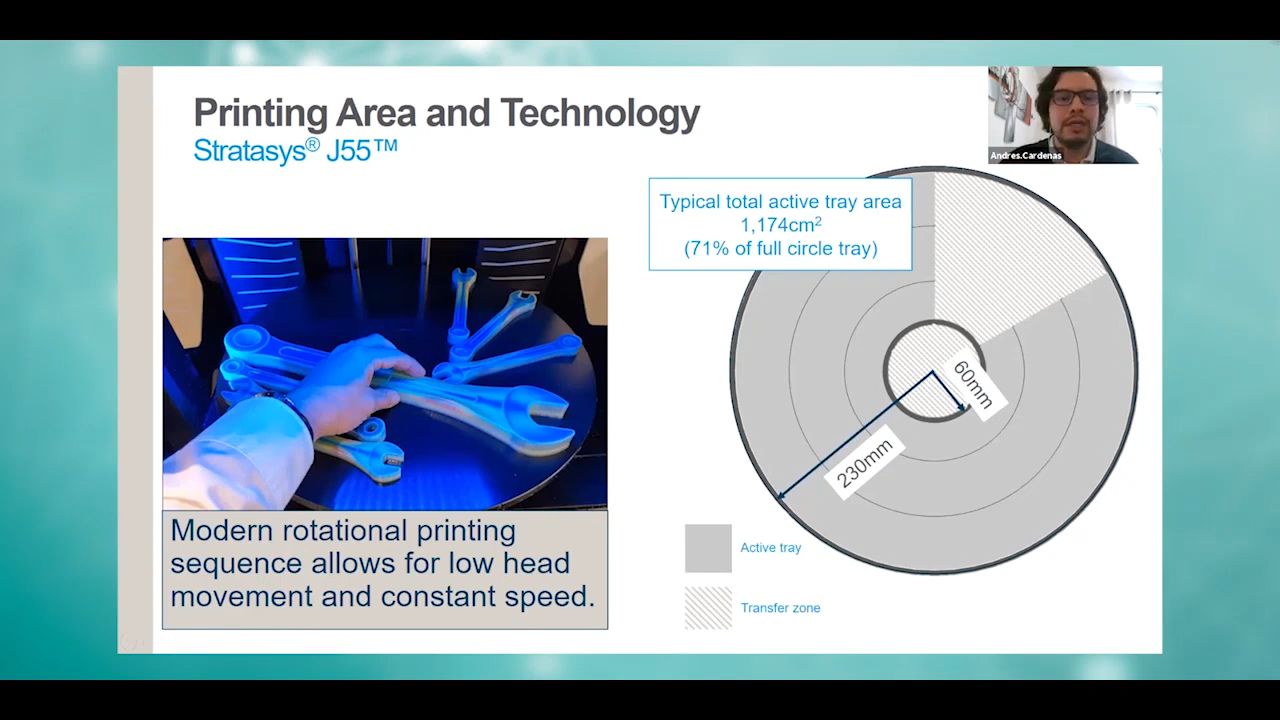 Printing Area and Technology
Stratasys® J55™
Andres.Cardenas
Typical total active tray area
1,174cm²
(71% of full circle tray)
60mm
230mm
Modern rotational printing
sequence allows for low head
movement and constant speed.
Active tray
Transfer zone